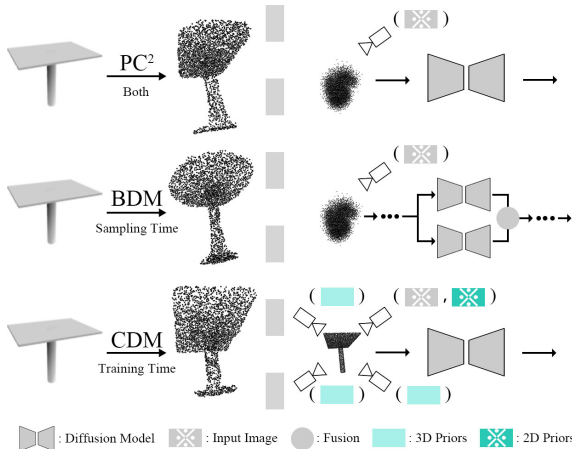 PC²
Both
( )
BDM
Sampling Time
( )
CDM
Training Time
( ) ( , )
( ) ( )
: Diffusion Model : Input Image : Fusion : 3D Priors : 2D Priors